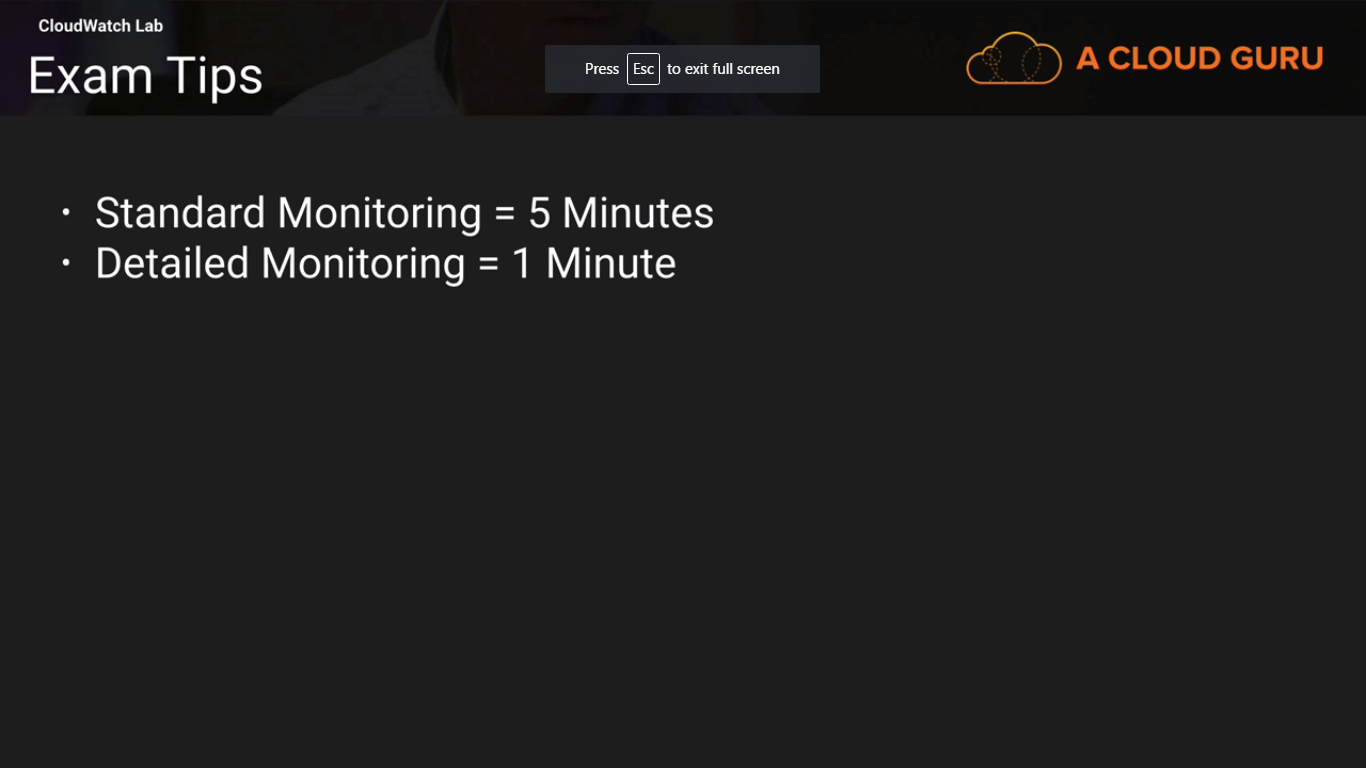 CloudWatch Lab
Exam Tips
Press Esc to exit full screen
A CLOUD GURU
• Standard Monitoring = 5 Minutes
• Detailed Monitoring = 1 Minute